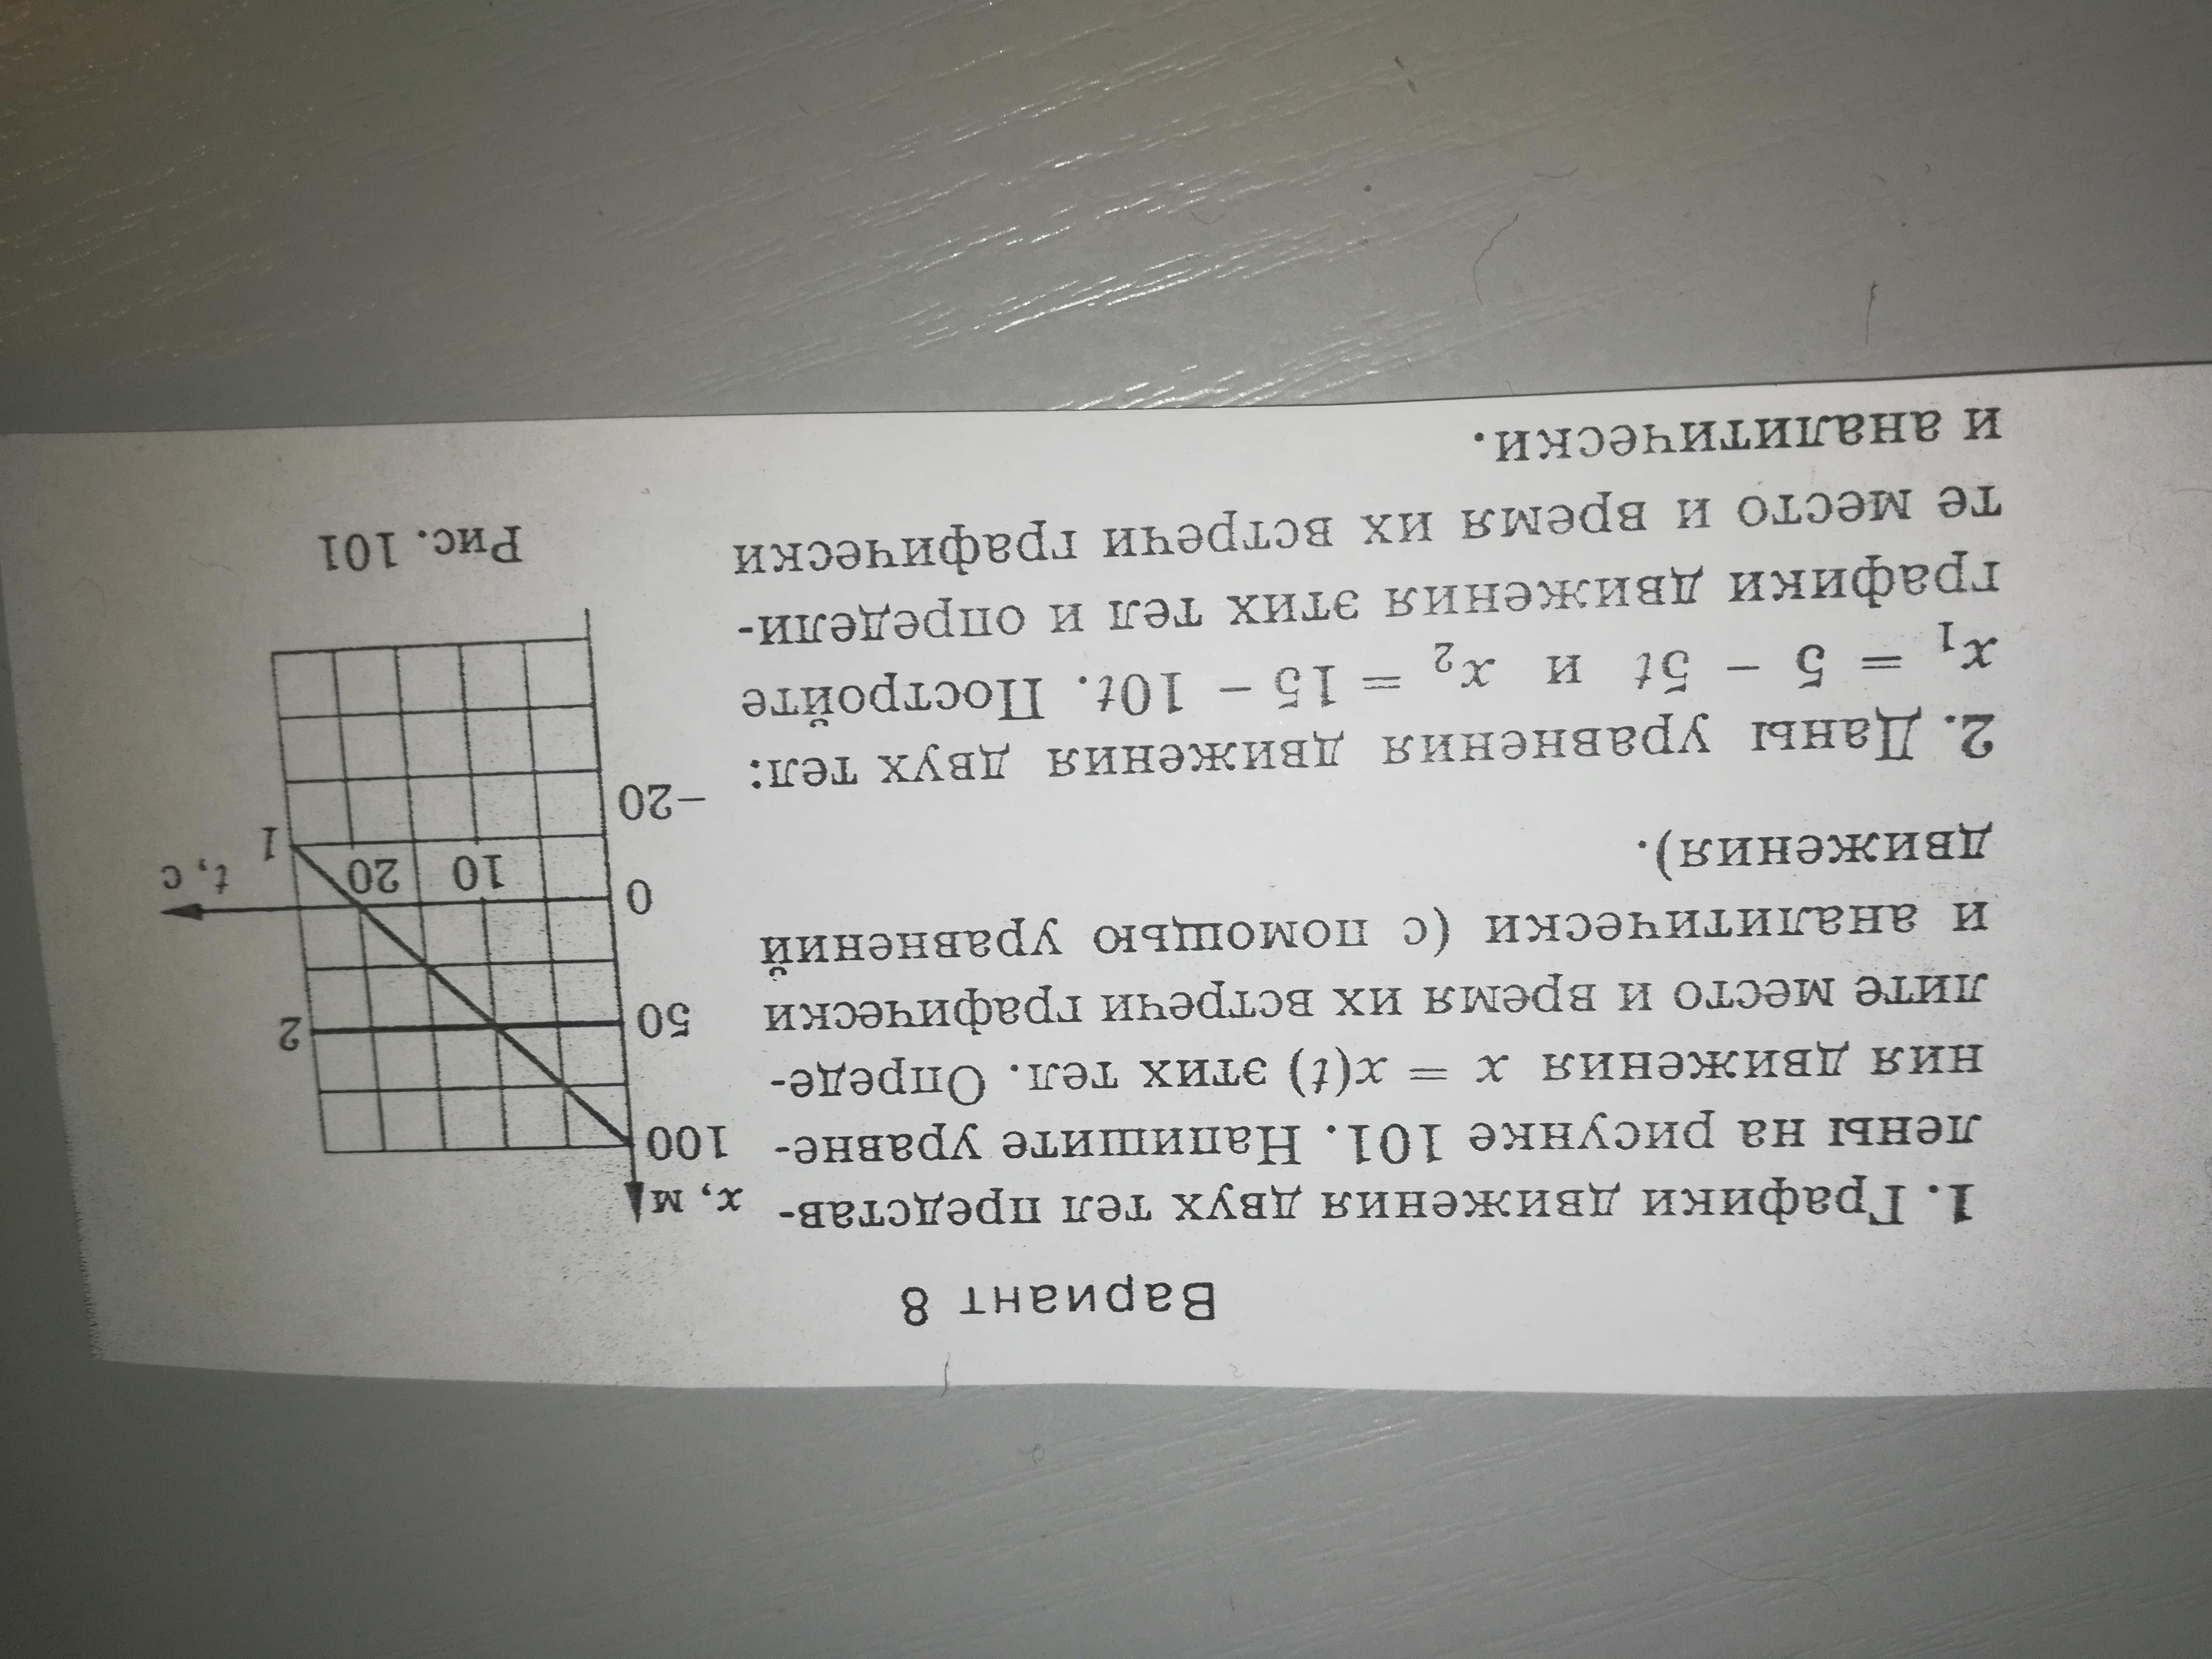 Вариант 8
1. Графики движения двух тел представ-
лены на рисунке 101. Напишите уравне-
ния движения x = x(t) этих тел. Опреде-
лите место и время их встречи графически
и аналитически (с помощью уравнений
движения).
2. Даны уравнения движения двух тел:
x₁ = 5 – 5t и x₂ = 15 – 10t. Постройте
графики движения этих тел и определи-
те место и время их встречи графически
и аналитически.
x, м
100
50
2
0
10
20
t, с
1
–20
Рис. 101